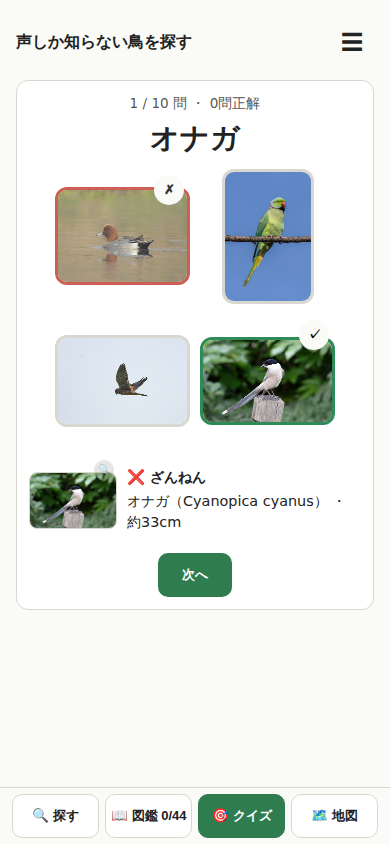 声しか知らない鳥を探す
☰
1 / 10 問 ・ 0問正解
オナガ
✗
✓
❌ ざんねん
オナガ（Cyanopica cyanus） ・
約33cm
次へ
🔍 探す
📖 図鑑 0/44
🎯 クイズ
🗺️ 地図